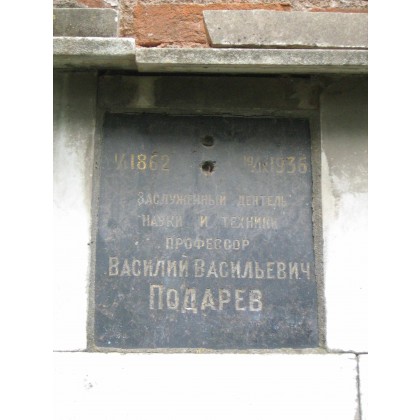 1862 1936
ЗАСЛУЖЕННЫЙ ДЕЯТЕЛЬ
НАУКИ И ТЕХНИКИ
ПРОФЕССОР
ВАСИЛИЙ ВАСИЛЬЕВИЧ
ПОДАРЕВ